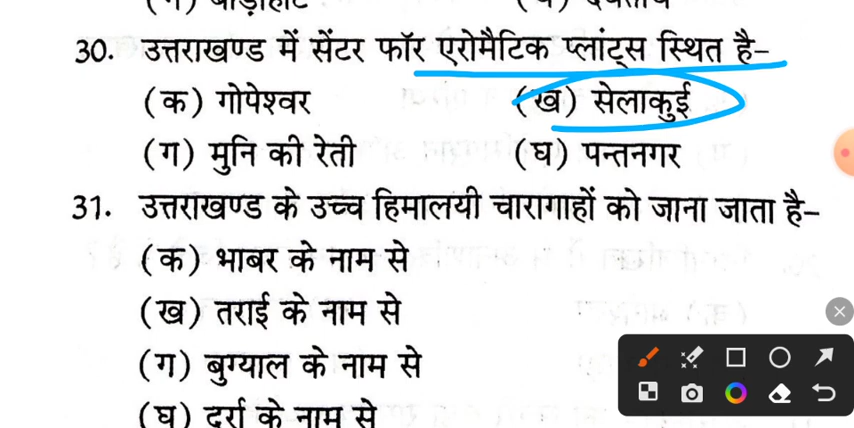 30. उत्तराखण्ड में सेंटर फॉर एरोमैटिक प्लांट्स स्थित है–
(क) गोपेश्वर (ख) सेलाकुई
(ग) मुनि की रेती (घ) पन्तनगर
31. उत्तराखण्ड के उच्च हिमालयी चारागाहों को जाना जाता है–
(क) भाबर के नाम से
(ख) तराई के नाम से
(ग) बुग्याल के नाम से
(घ) दर्रा के नाम से